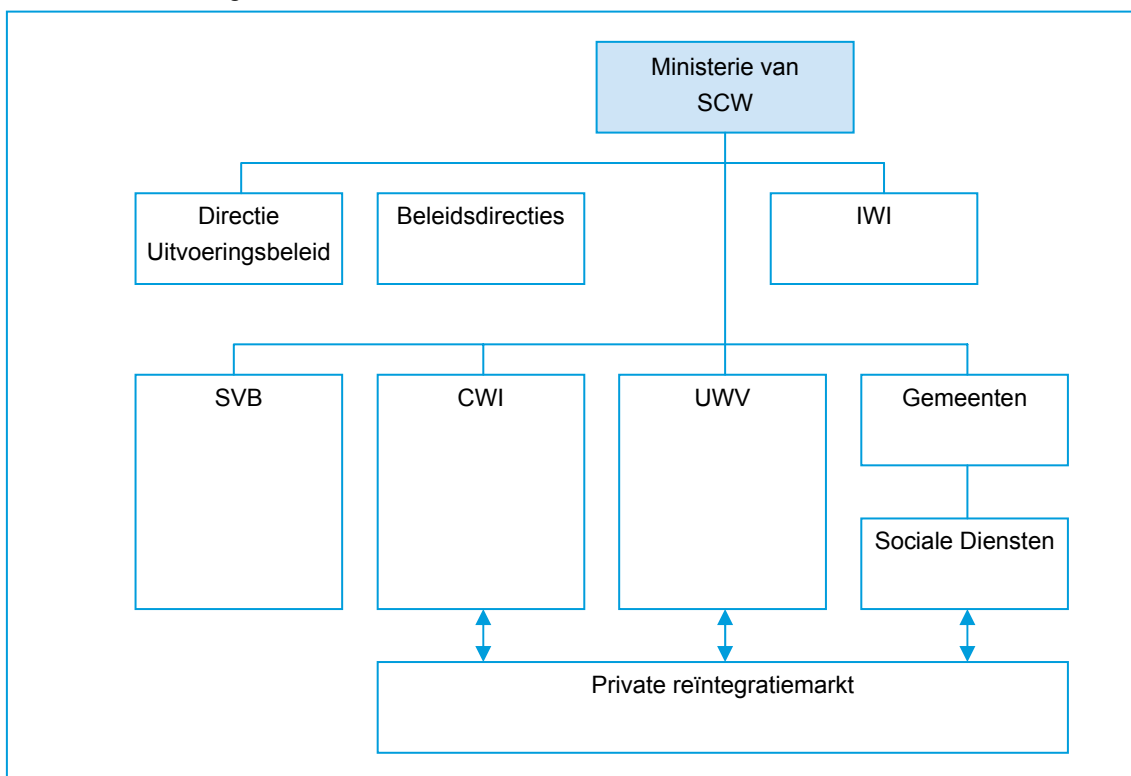 Ministerie van
SCW
Directie
Uitvoeringsbeleid
Beleidsdirecties
IWI
SVB
CWI
UWV
Gemeenten
Sociale Diensten
Private reïntegratiemarkt